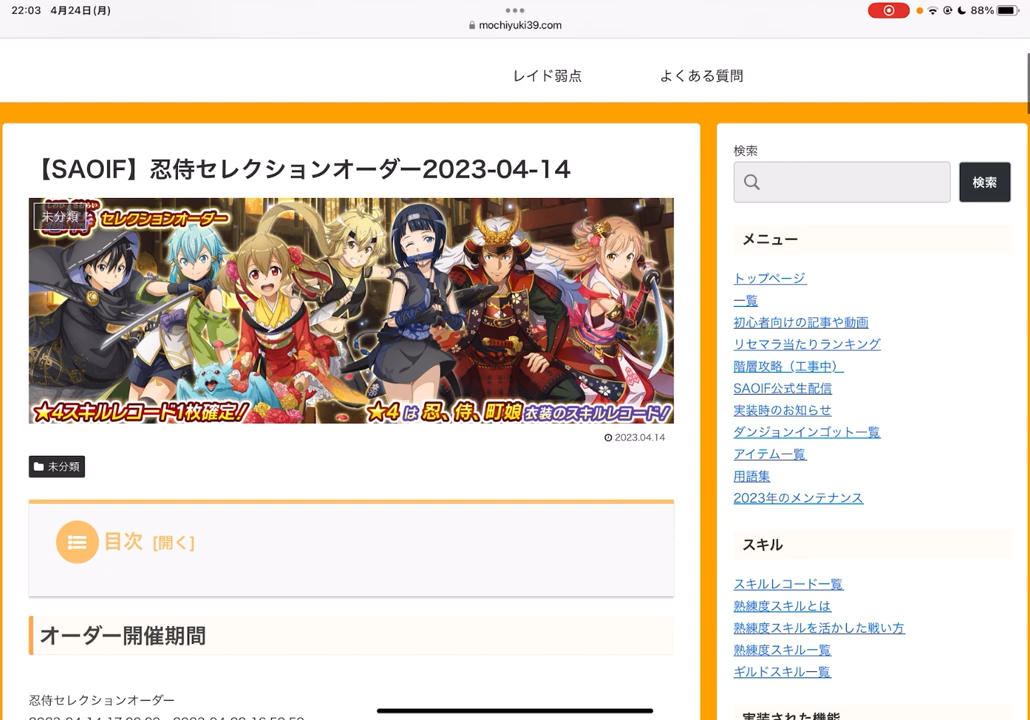 22:03 4月24日(月)
mochiyuki39.com
88%
レイド弱点
よくある質問
【SAOIF】忍侍セレクションオーダー2023-04-14
未分類
セレクションオーダー
★4スキルレコード1枚確定!
★4は忍、侍、町娘衣装のスキルレコード!
2023.04.14
未分類
目次 [開く]
オーダー開催期間
忍侍セレクションオーダー
検索
検索
メニュー
トップページ
一覧
初心者向けの記事や動画
リセマラ当たりランキング
階層攻略（工事中）
SAOIF公式生配信
実装時のお知らせ
ダンジョンインゴット一覧
アイテム一覧
用語集
2023年のメンテナンス
スキル
スキルレコード一覧
熟練度スキルとは
熟練度スキルを活かした戦い方
熟練度スキル一覧
ギルドスキル一覧
実装された機能